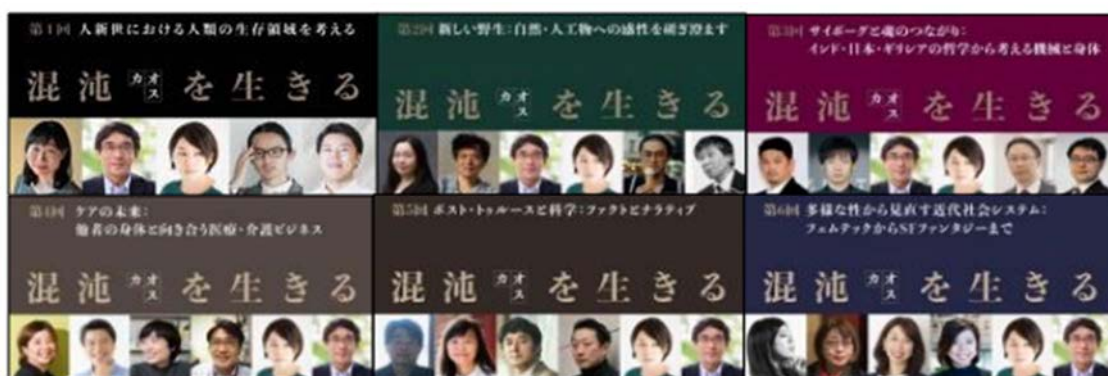 第1回 人新世における人類の生存領域を考える
混沌 カオス を生きる
第2回 新しい野生:自然・人工物への感性を研ぎ澄ます
混沌 カオス を生きる
第3回 サイボーグと魂のつながり:
インド・日本・ギリシアの哲学から考える機械と身体
混沌 カオス を生きる
第4回 ケアの未来:
他者の身体と向き合う医療・介護ビジネス
混沌 カオス を生きる
第5回 ポスト・トゥルースと科学:ファクトとナラティブ
混沌 カオス を生きる
第6回 多様な性から見直す近代社会システム:
フェムテックからSFファンタジーまで
混沌 カオス を生きる